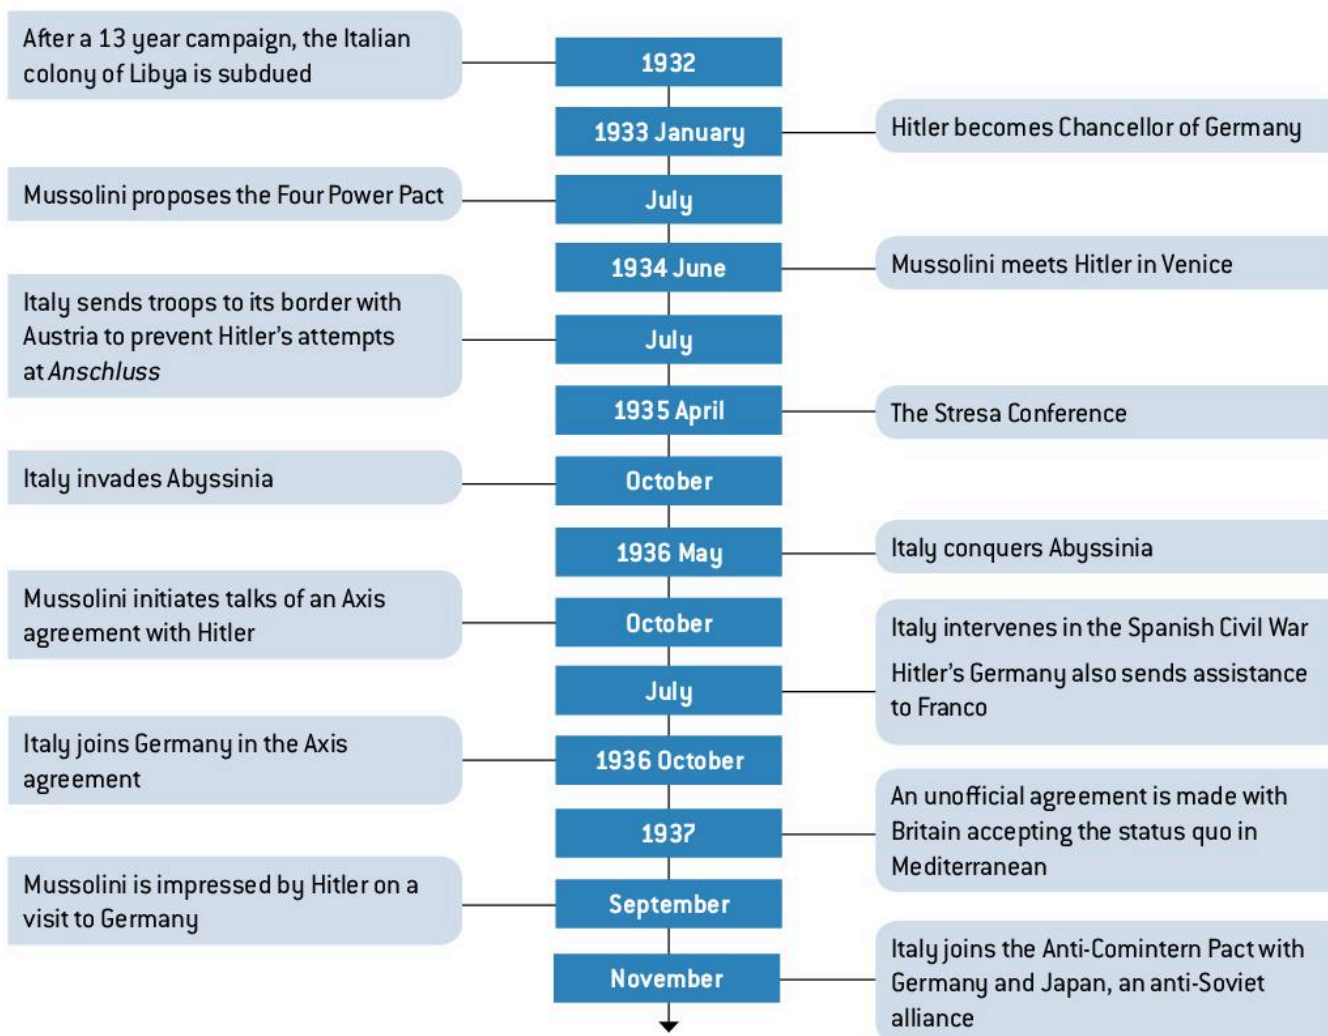 After a 13 year campaign, the Italian
colony of Libya is subdued
1932
1933 January
Hitler becomes Chancellor of Germany
Mussolini proposes the Four Power Pact
July
1934 June
Mussolini meets Hitler in Venice
Italy sends troops to its border with
Austria to prevent Hitler's attempts
at Anschluss
July
1935 April
The Stresa Conference
Italy invades Abyssinia
October
1936 May
Italy conquers Abyssinia
Mussolini initiates talks of an Axis
agreement with Hitler
October
July
Italy intervenes in the Spanish Civil War
Hitler's Germany also sends assistance
to Franco
Italy joins Germany in the Axis
agreement
1936 October
1937
An unofficial agreement is made with
Britain accepting the status quo in
Mediterranean
Mussolini is impressed by Hitler on a
visit to Germany
September
November
Italy joins the Anti-Comintern Pact with
Germany and Japan, an anti-Soviet
alliance